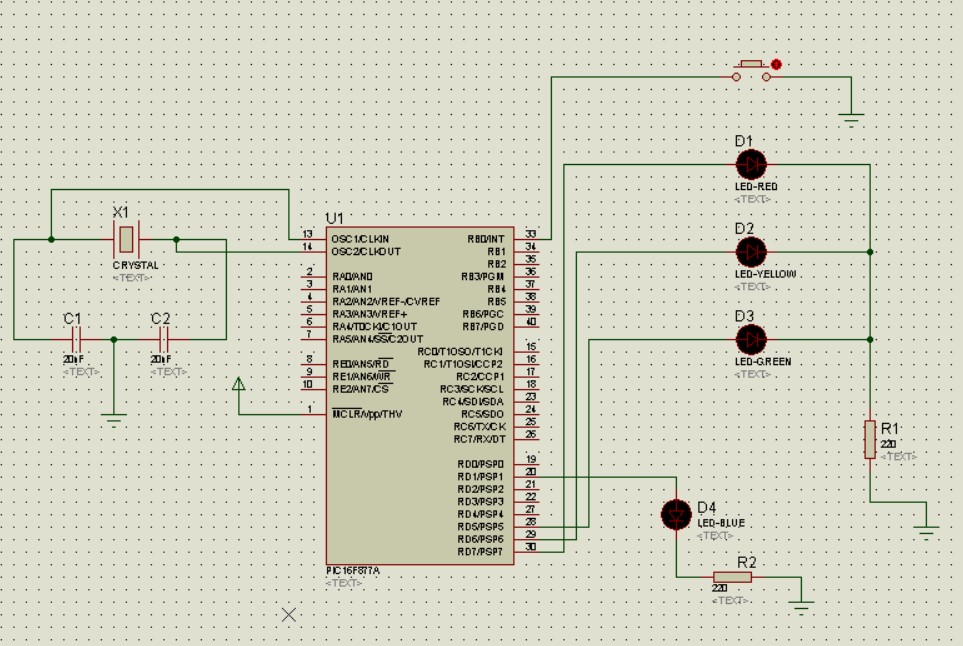 D1
LED-RED
<TEXT>
X1
CRYSTAL
<TEXT>
U1
13 OSC1/CLKIN RB0/INT 33
14 OSC2/CLKOUT RB1 34
RB2 35
2 RA0/AN0 RB3/PGM 36
3 RA1/AN1 RB4 37
4 RA2/AN2/VREF-/CVREF RB5 38
5 RA3/AN3/VREF+ RB6/PGC 39
6 RA4/T0CKI/C1OUT RB7/PGD 40
7 RA5/AN4/SS/C2OUT
RC0/T1OSO/T1CKI 15
8 RE0/AN5/RD RC1/T1OSI/CCP2 16
9 RE1/AN6/WR RC2/CCP1 17
10 RE2/AN7/CS RC3/SCK/SCL 18
RC4/SDI/SDA 23
1 MCLR/Vpp/THV RC5/SDO 24
RC6/TX/CK 25
RC7/RX/DT 26
RD0/PSP0 19
RD1/PSP1 20
RD2/PSP2 21
RD3/PSP3 22
RD4/PSP4 27
RD5/PSP5 28
RD6/PSP6 29
RD7/PSP7 30
PIC16F877A
<TEXT>
D2
LED-YELLOW
<TEXT>
C1
20nF
<TEXT>
C2
20nF
<TEXT>
D3
LED-GREEN
<TEXT>
R1
220
<TEXT>
D4
LED-BLUE
<TEXT>
R2
220
<TEXT>